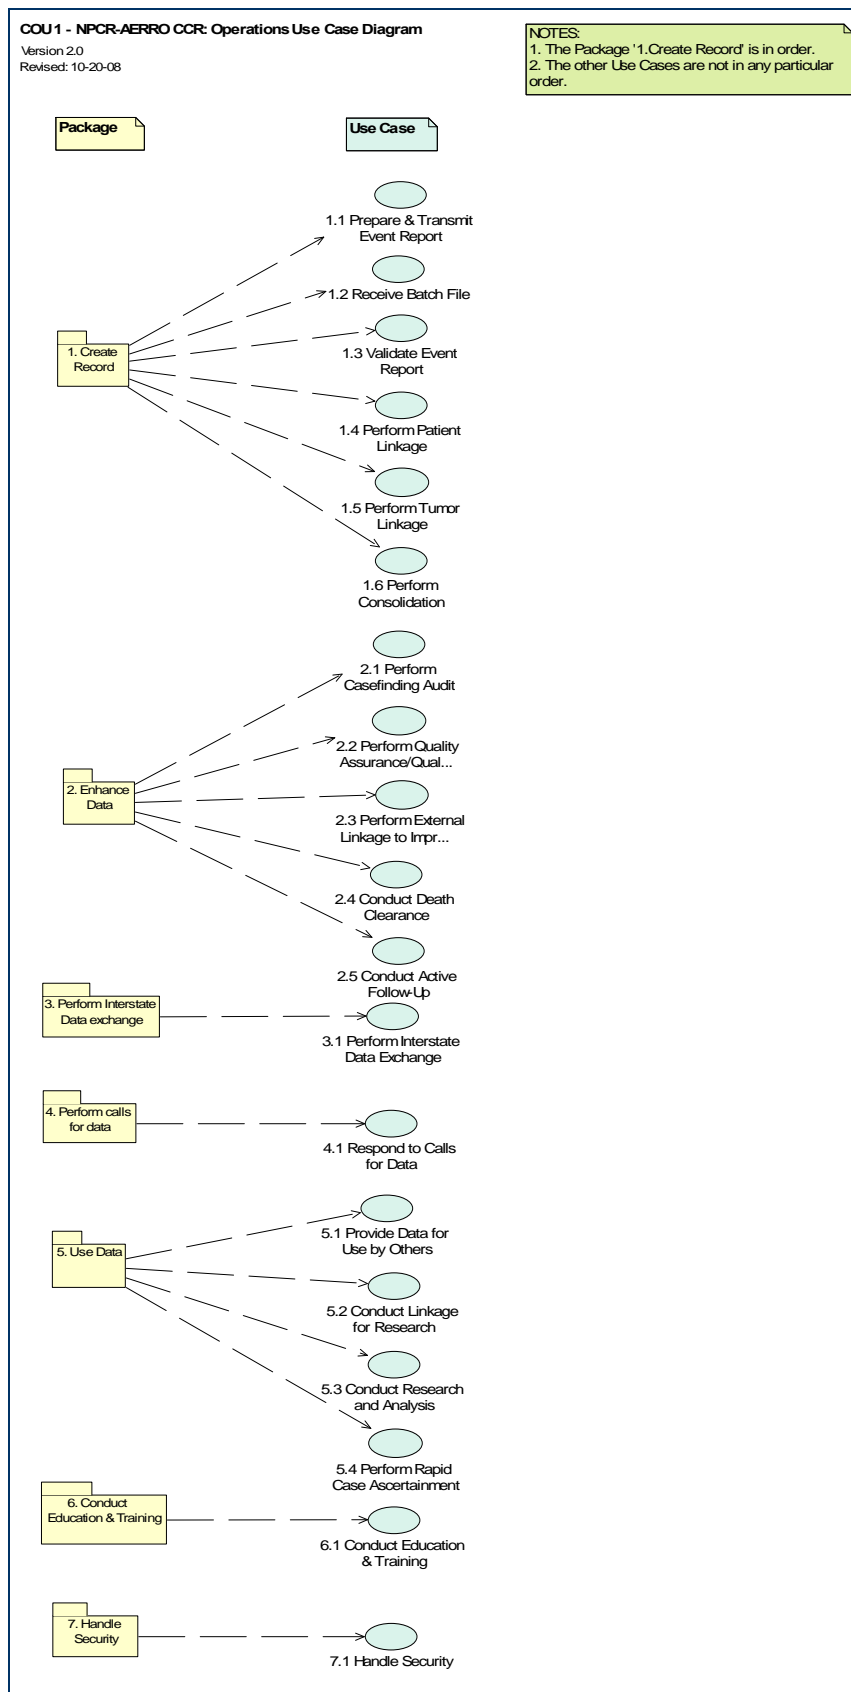 COU1 - NPCR-AERRO CCR: Operations Use Case Diagram
Version 2.0
Revised: 10-20-08
NOTES:
1. The Package '1.Create Record' is in order.
2. The other Use Cases are not in any particular
order.
Package
Use Case
1.1 Prepare & Transmit
Event Report
1.2 Receive Batch File
1. Create
Record
1.3 Validate Event
Report
1.4 Perform Patient
Linkage
1.5 Perform Tumor
Linkage
1.6 Perform
Consolidation
2.1 Perform
Casefinding Audit
2.2 Perform Quality
Assurance/Qual...
2. Enhance
Data
2.3 Perform External
Linkage to Impr...
2.4 Conduct Death
Clearance
2.5 Conduct Active
Follow-Up
3. Perform Interstate
Data exchange
3.1 Perform Interstate
Data Exchange
4. Perform calls
for data
4.1 Respond to Calls
for Data
5.1 Provide Data for
Use by Others
5. Use Data
5.2 Conduct Linkage
for Research
5.3 Conduct Research
and Analysis
5.4 Perform Rapid
Case Ascertainment
6. Conduct
Education & Training
6.1 Conduct Education
& Training
7. Handle
Security
7.1 Handle Security